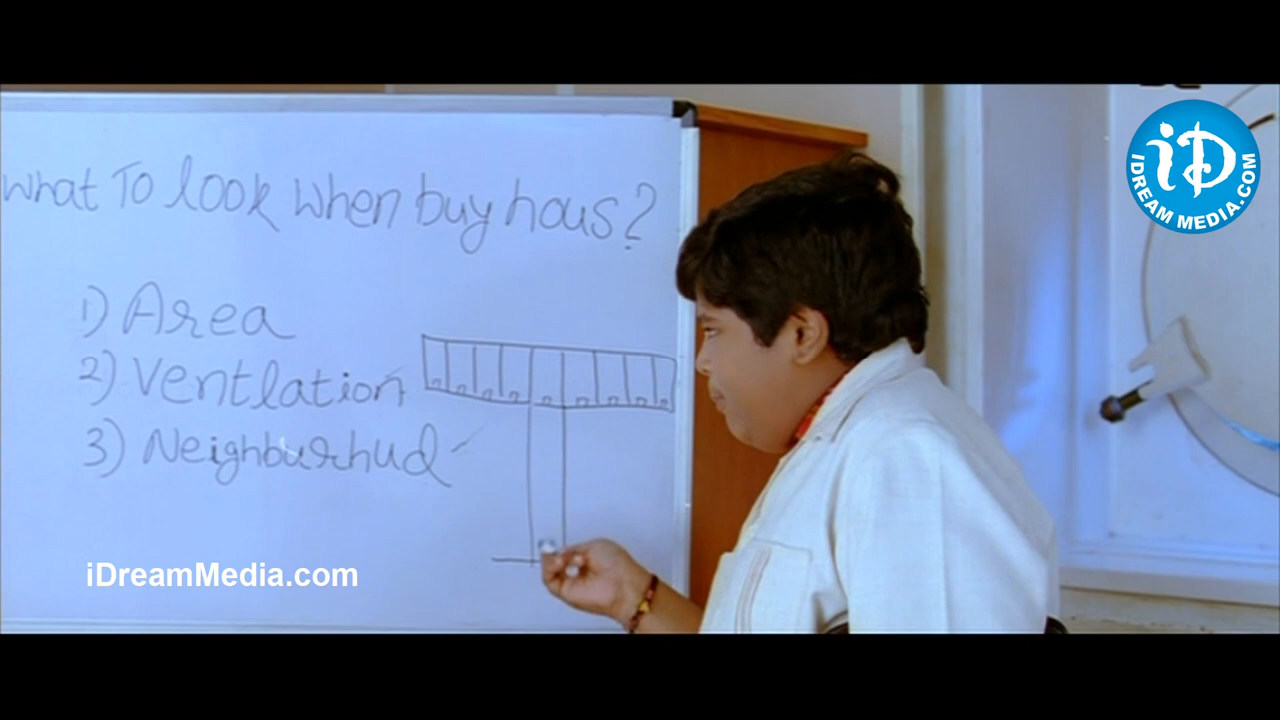 What To look when buy hous?
1) Area
2) Ventlation
3) Neighburhud
iDreamMedia.com
iD
IDREAM MEDIA.COM